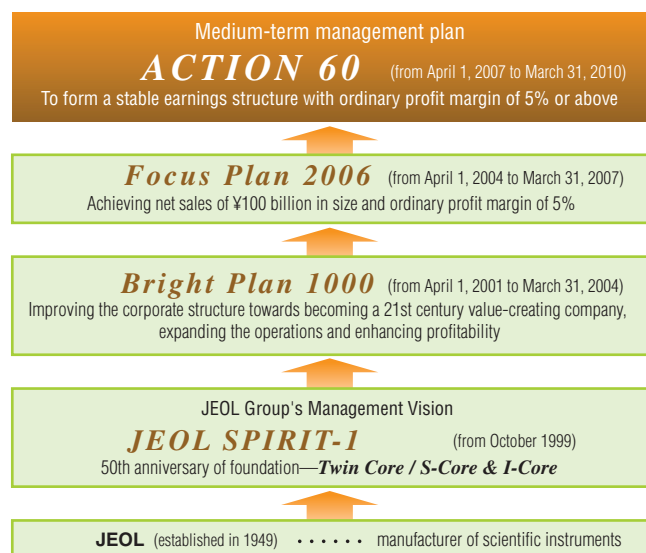 Medium-term management plan
ACTION 60 (from April 1, 2007 to March 31, 2010)
To form a stable earnings structure with ordinary profit margin of 5% or above
Focus Plan 2006 (from April 1, 2004 to March 31, 2007)
Achieving net sales of ¥100 billion in size and ordinary profit margin of 5%
Bright Plan 1000 (from April 1, 2001 to March 31, 2004)
Improving the corporate structure towards becoming a 21st century value-creating company,
expanding the operations and enhancing profitability
JEOL Group's Management Vision
JEOL SPIRIT-1 (from October 1999)
50th anniversary of foundation—Twin Core / S-Core & I-Core
JEOL (established in 1949) · · · · · · manufacturer of scientific instruments